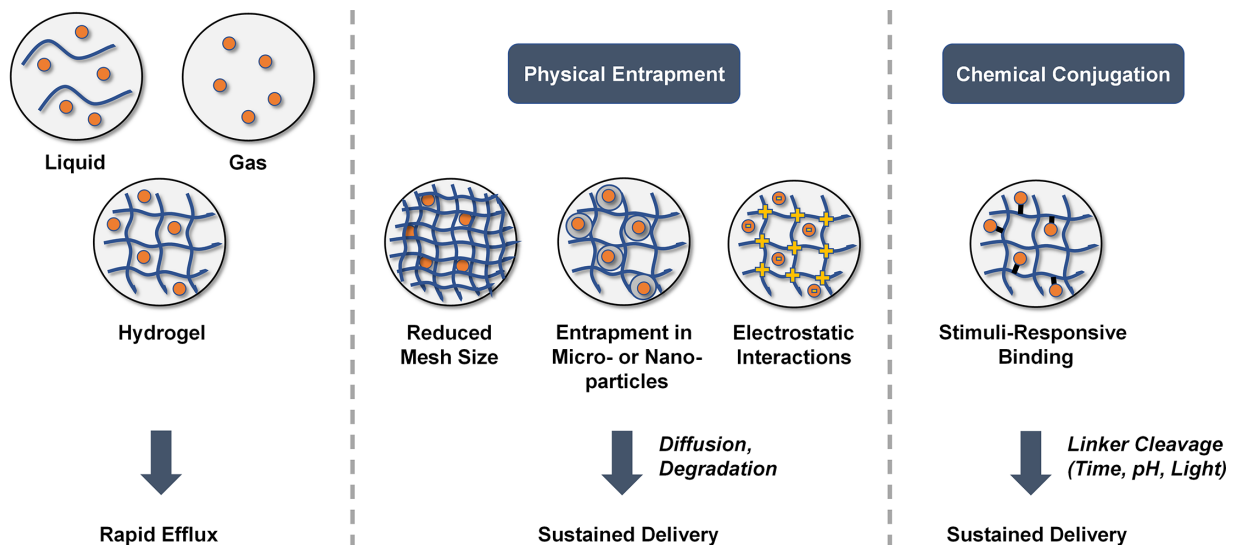 Liquid
Gas
Hydrogel
Rapid Efflux
Physical Entrapment
Reduced
Mesh Size
Entrapment in
Micro- or Nano-
particles
Electrostatic
Interactions
Diffusion,
Degradation
Sustained Delivery
Chemical Conjugation
Stimuli-Responsive
Binding
Linker Cleavage
(Time, pH, Light)
Sustained Delivery